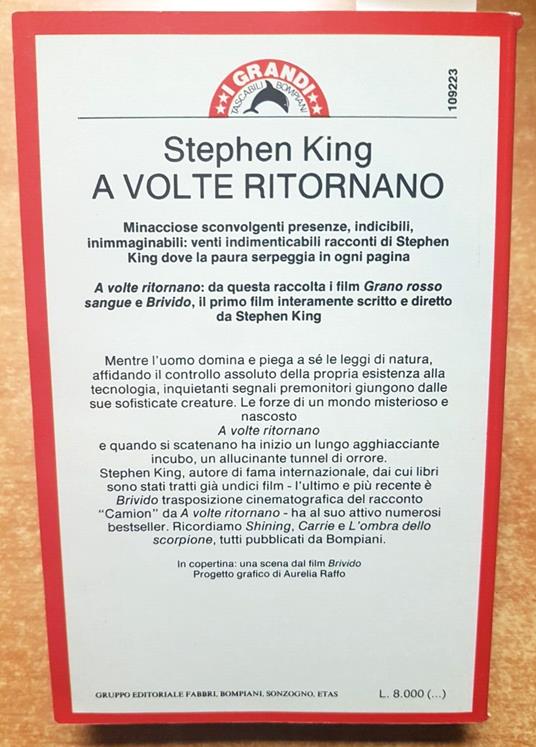 I GRANDI
TASCABILI BOMPIANI
109223
Stephen King
A VOLTE RITORNANO
Minacciose sconvolgenti presenze, indicibili,
inimmaginabili: venti indimenticabili racconti di Stephen
King dove la paura serpeggia in ogni pagina
A volte ritornano: da questa raccolta i film Grano rosso
sangue e Brivido, il primo film interamente scritto e diretto
da Stephen King
Mentre l'uomo domina e piega a sé le leggi di natura,
affidando il controllo assoluto della propria esistenza alla
tecnologia, inquietanti segnali premonitori giungono dalle
sue sofisticate creature. Le forze di un mondo misterioso e
nascosto
A volte ritornano
e quando si scatenano ha inizio un lungo agghiacciante
incubo, un allucinante tunnel di orrore.
Stephen King, autore di fama internazionale, dai cui libri
sono stati tratti già undici film - l'ultimo e più recente è
Brivido trasposizione cinematografica del racconto
"Camion" da A volte ritornano - ha al suo attivo numerosi
bestseller. Ricordiamo Shining, Carrie e L'ombra dello
scorpione, tutti pubblicati da Bompiani.
In copertina: una scena dal film Brivido
Progetto grafico di Aurelia Raffo
GRUPPO EDITORIALE FABBRI, BOMPIANI, SONZOGNO, ETAS
L. 8.000 (...)